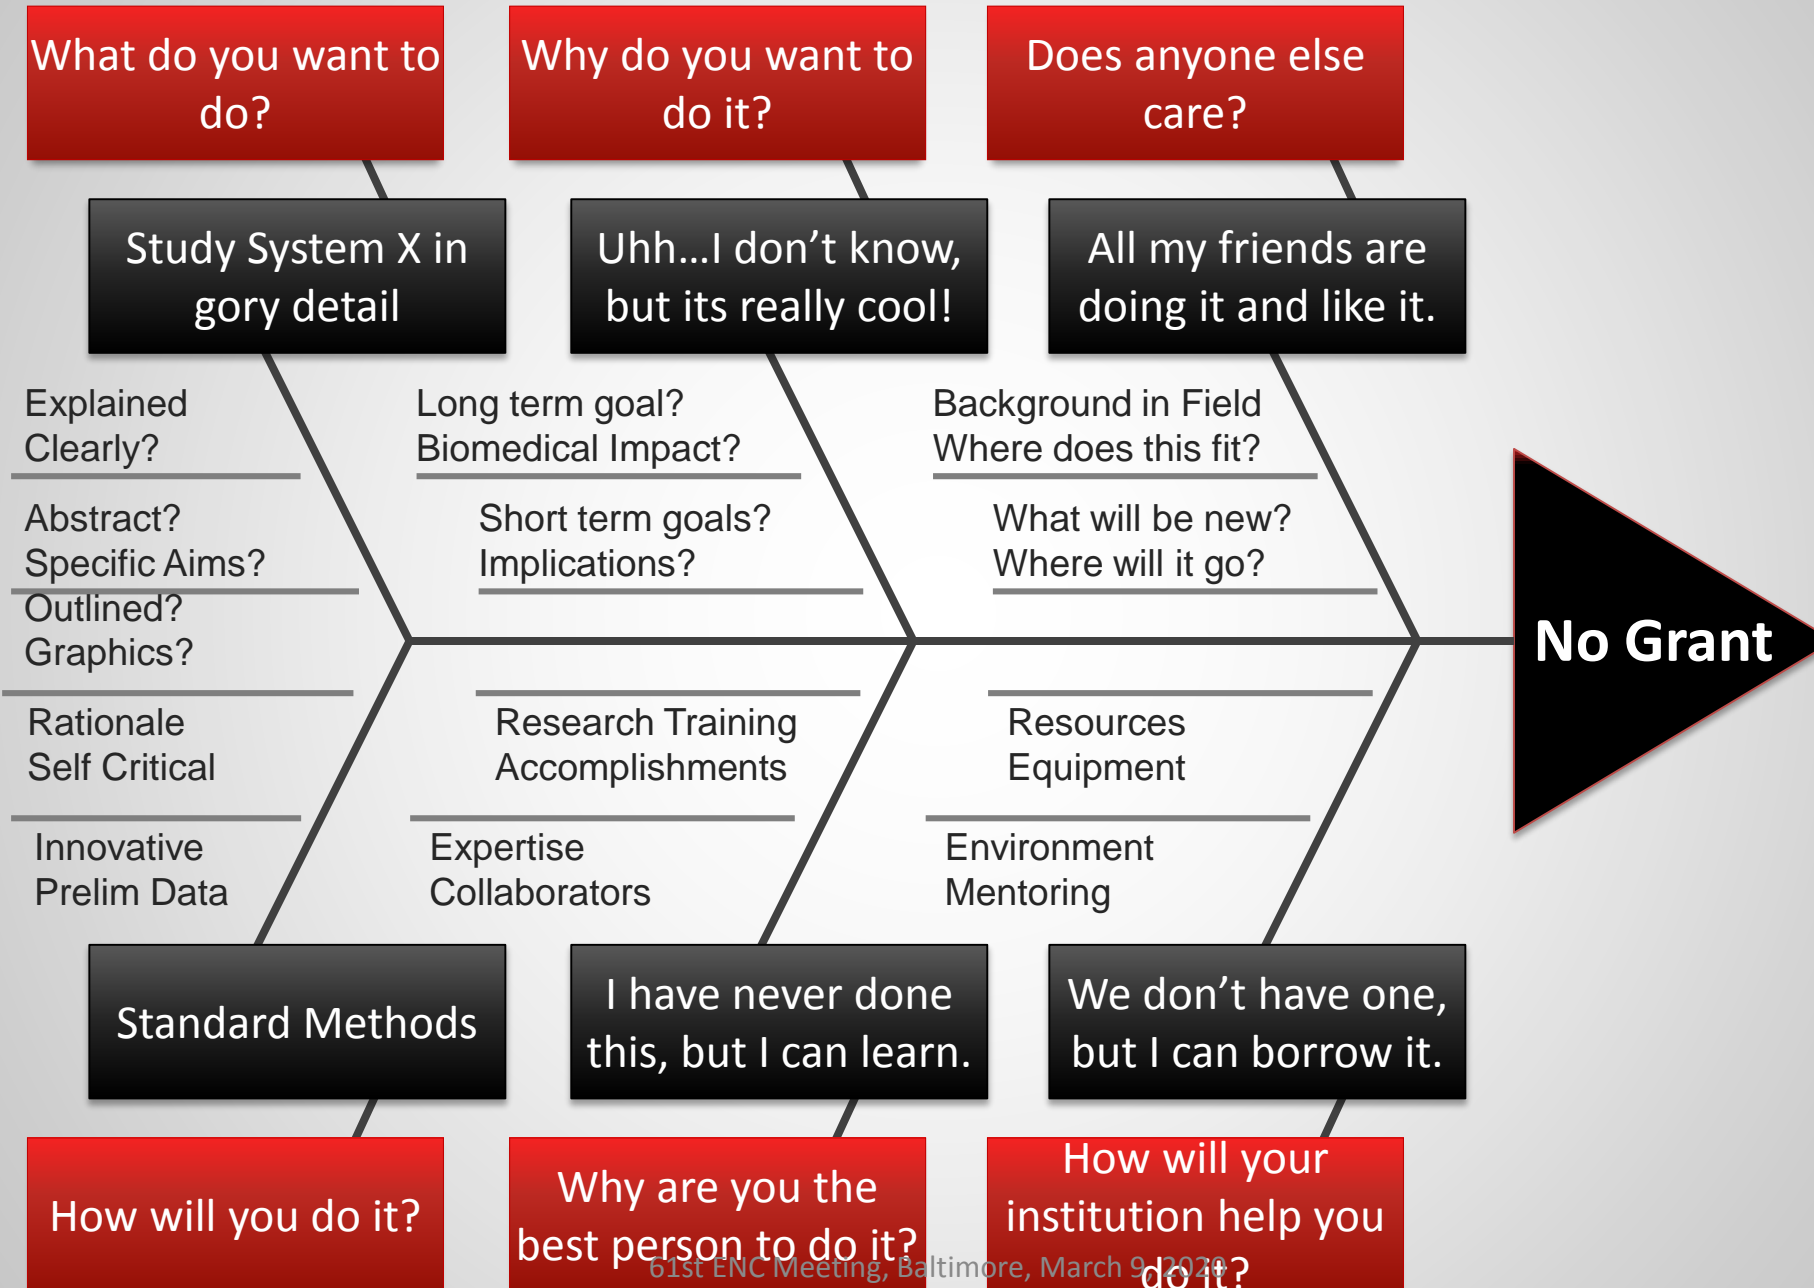 What do you want to
do?
Why do you want to
do it?
Does anyone else
care?
Study System X in
gory detail
Uhh...I don't know,
but its really cool!
All my friends are
doing it and like it.
Explained
Clearly?
Long term goal?
Biomedical Impact?
Background in Field
Where does this fit?
Abstract?
Specific Aims?
Short term goals?
Implications?
What will be new?
Where will it go?
Outlined?
Graphics?
No Grant
Rationale
Self Critical
Research Training
Accomplishments
Resources
Equipment
Innovative
Prelim Data
Expertise
Collaborators
Environment
Mentoring
Standard Methods
I have never done
this, but I can learn.
We don't have one,
but I can borrow it.
How will you do it?
Why are you the
best person to do it?
How will your
institution help you
do it?
61st ENC Meeting, Baltimore, March 9, 2020